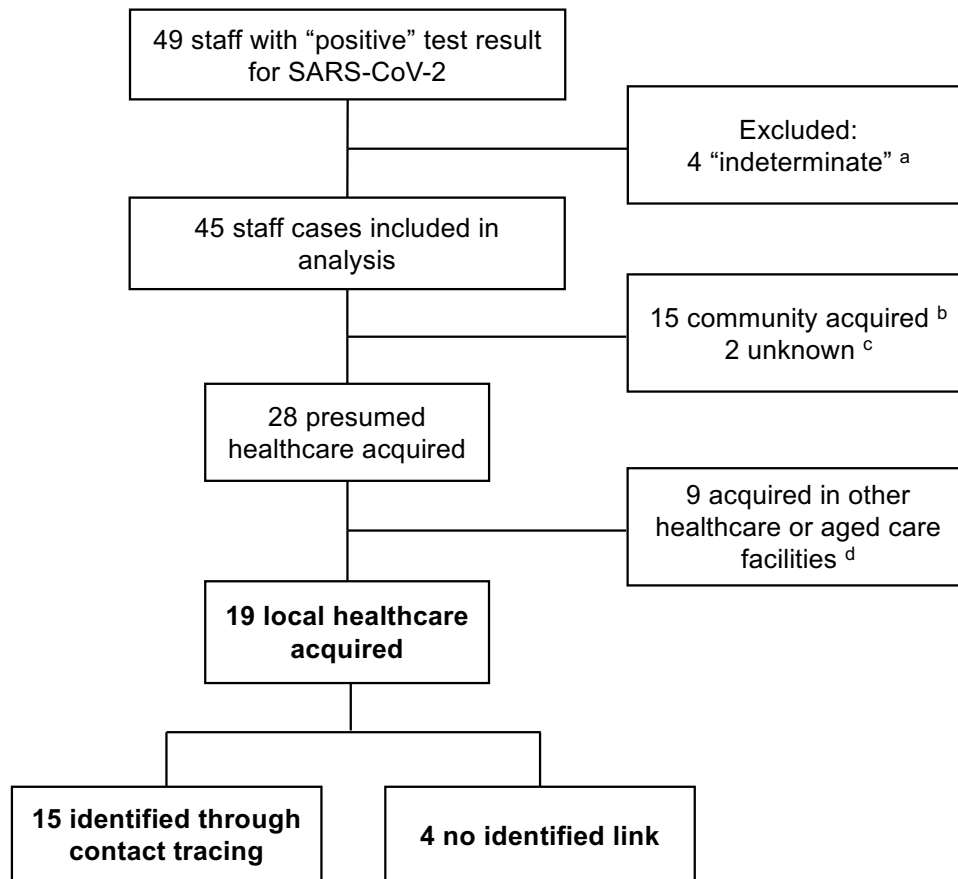 49 staff with “positive” test result
for SARS-CoV-2
Excluded:
4 “indeterminate” a
45 staff cases included in
analysis
15 community acquired b
2 unknown c
28 presumed
healthcare acquired
9 acquired in other
healthcare or aged care
facilities d
19 local healthcare
acquired
15 identified through
contact tracing
4 no identified link